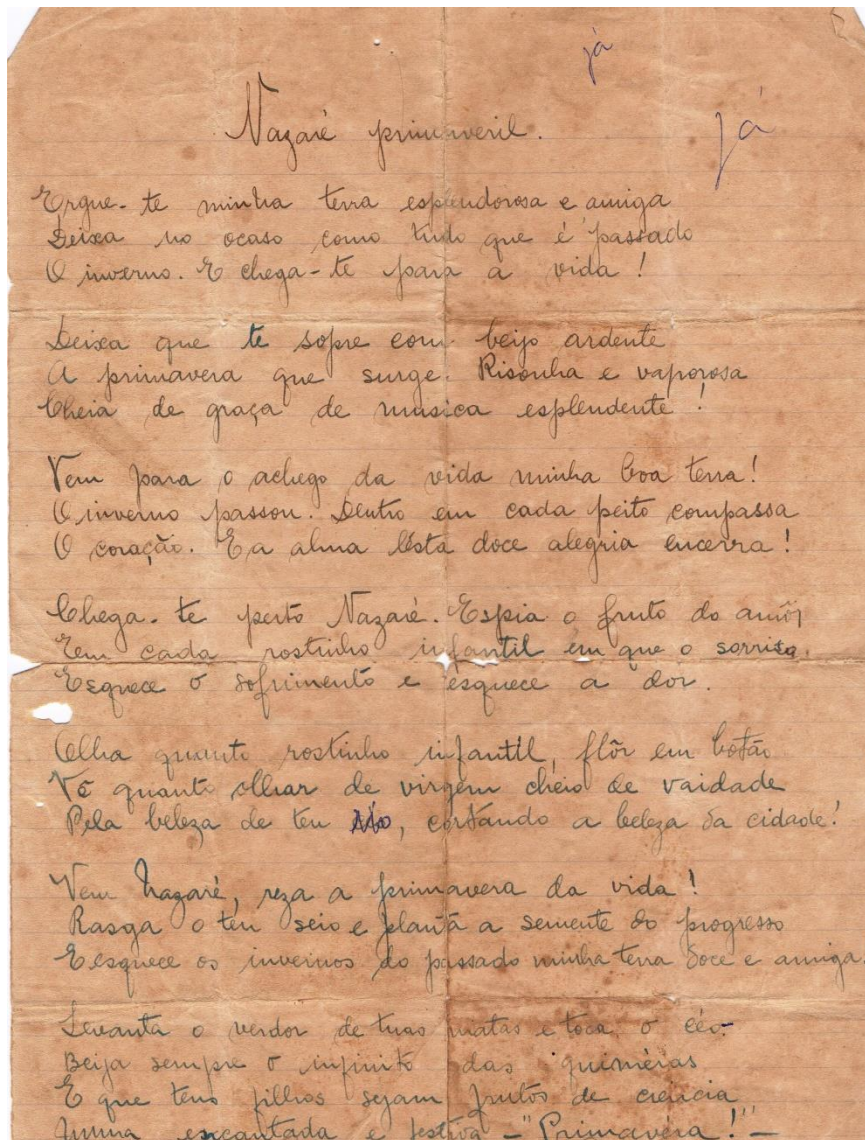 já
Nazaré primaveril.
já
Ergue-te minha terra esplendorosa e amiga
Deixa no ocaso como tudo que é passado
O inverno. E chega-te para a vida!
Deixa que te sopre com beijo ardente
A primavera que surge. Risonha e vaporosa
Cheia de graça de musica esplendente!
Vem para o achego da vida minha boa terra!
O inverno passou. Dentro em cada peito compassa
O coração. E a alma esta doce alegria encerra!
Chega-te perto Nazaré. Espia o fruto do amôr
Em cada rostinho infantil em que o sorriso
Esquece o sofrimento e esquece a dor.
Olha quanto rostinho infantil, flôr em botão
Vê quanto olhar de virgem cheio de vaidade
Pela beleza de teu Rio, cortando a beleza da cidade!
Vem Nazaré, reza a primavera da vida!
Rasga o teu seio e planta a semente do progresso
E esquece os invernos do passado minha terra doce e amiga.
Levanta o verdor de tuas matas e toca o céo
Beija sempre o infinito das quiméras
E que teus filhos sejam frutos de
Numa encantada e festiva - "Primavéra!" -